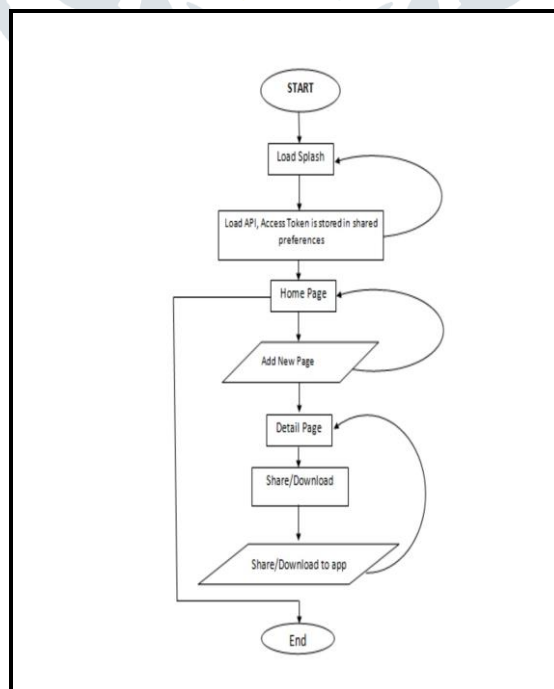 START
Load Splash
Load API, Access Token is stored in shared
preferences
Home Page
Add New Page
Detail Page
Share/Download
Share/Download to app
End